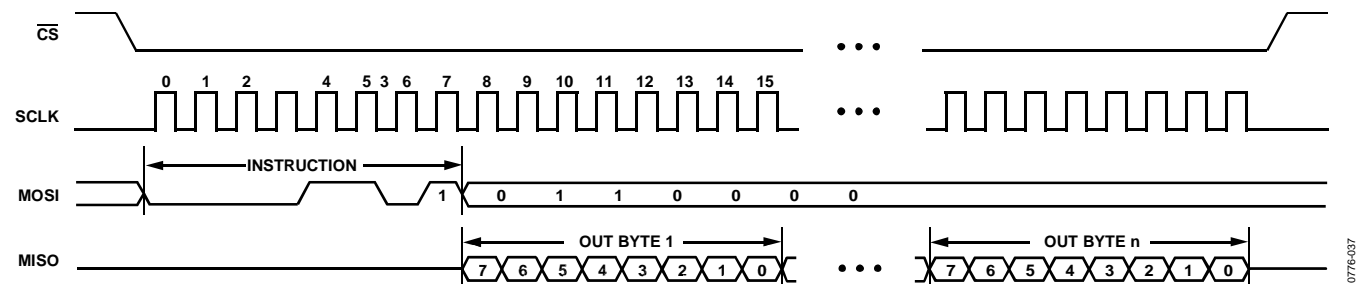 CS
0 1 2 4 5 3 6 7 8 9 10 11 12 13 14 15
SCLK
INSTRUCTION
MOSI
1 0 1 1 0 0 0 0
OUT BYTE 1
OUT BYTE n
MISO
7 6 5 4 3 2 1 0
7 6 5 4 3 2 1 0
0776-037